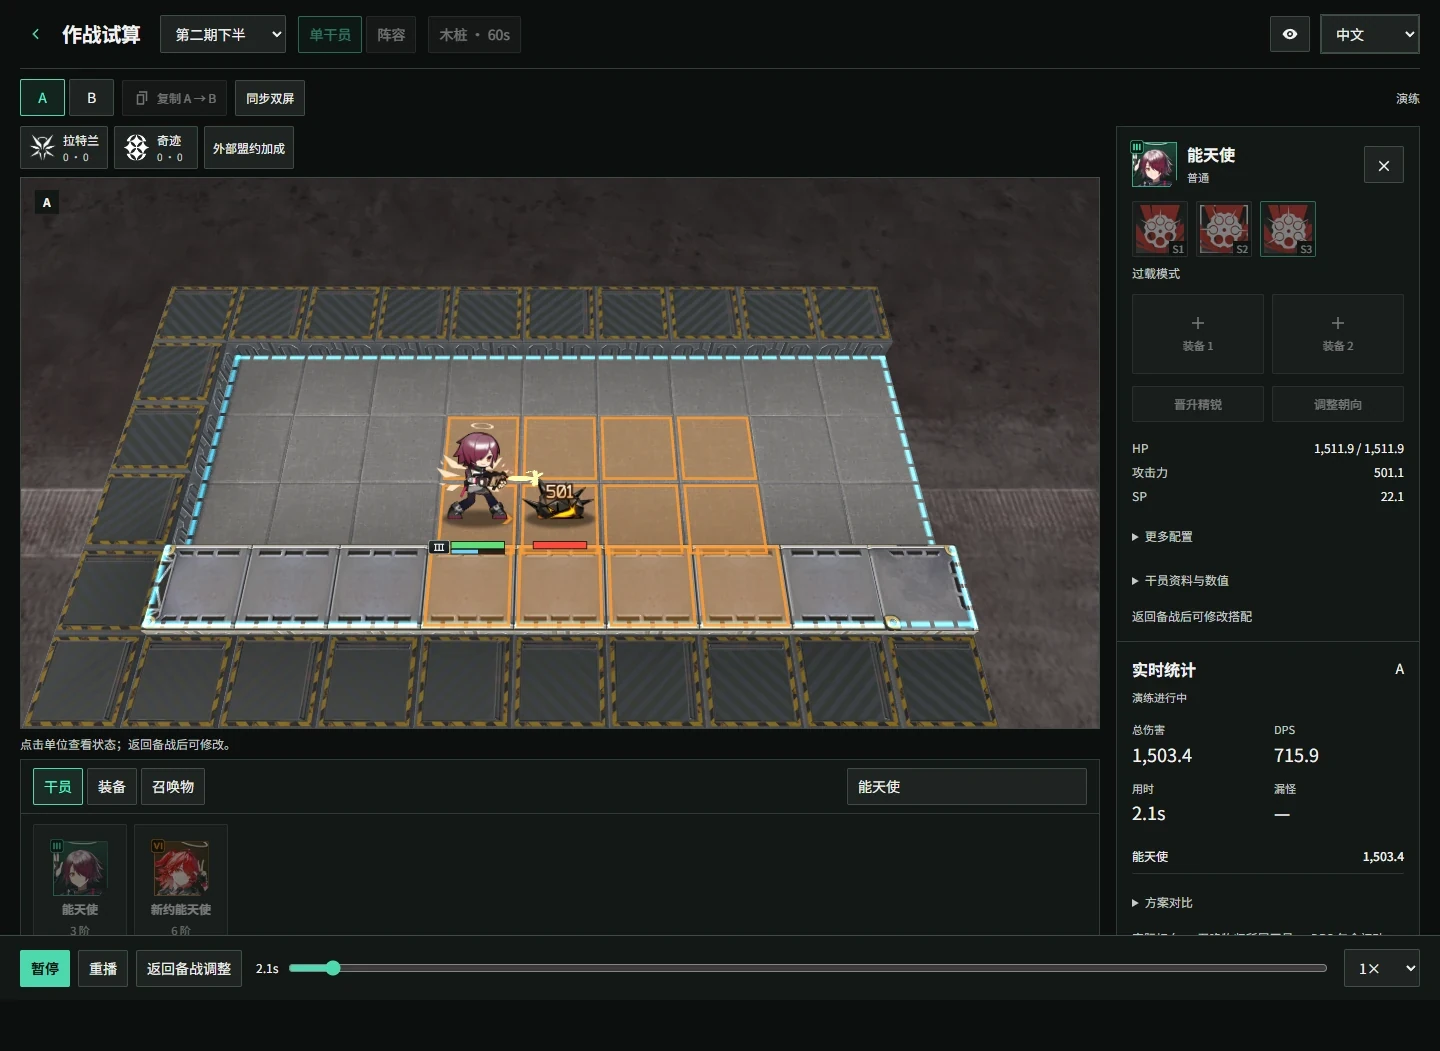 作战试算
第二期下半
单干员
阵容
木桩 · 60s
中文
A
B
复制 A→B
同步双屏
演练
拉特兰
0 · 0
奇迹
0 · 0
外部盟约加成
A
501
III
点击单位查看状态；返回备战后可修改。
干员
装备
召唤物
能天使
III
能天使
3 阶
VI
新约能天使
6 阶
III
能天使
普通
S1
S2
S3
过载模式
装备 1
装备 2
晋升精锐
调整朝向
HP 1,511.9 / 1,511.9
攻击力 501.1
SP 22.1
更多配置
干员资料与数值
返回备战后可修改搭配
实时统计 A
演练进行中
总伤害 DPS
1,503.4 715.9
用时 漏怪
2.1s —
能天使 1,503.4
方案对比
暂停
重播
返回备战调整
2.1s
1×